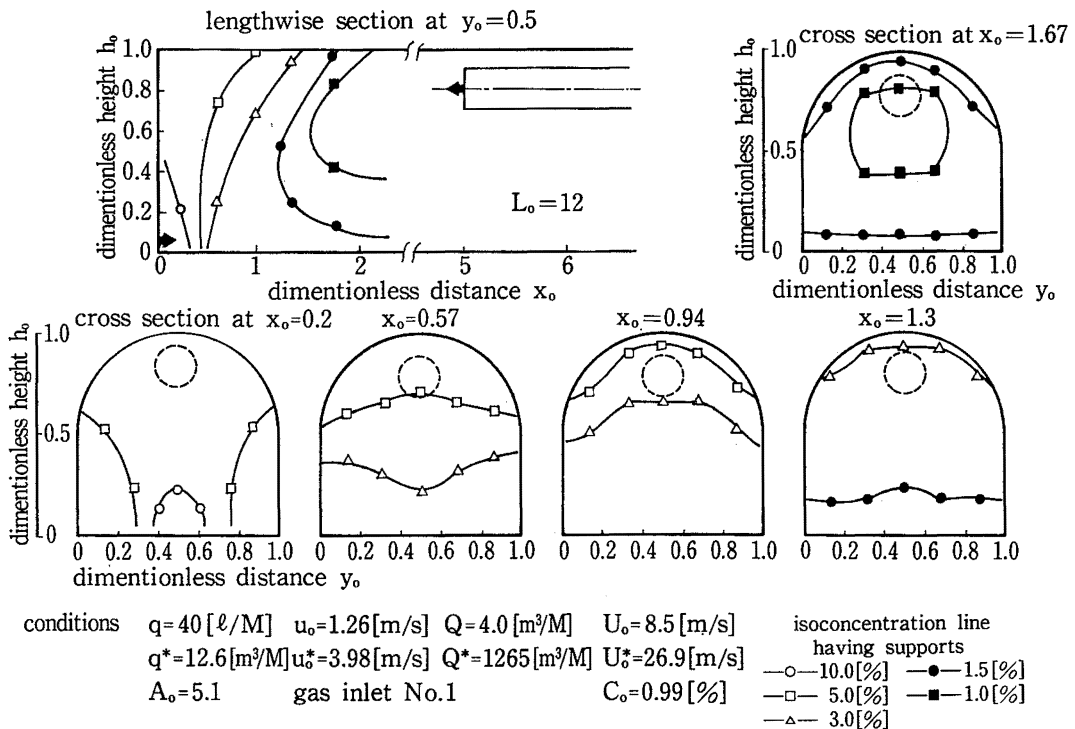 lengthwise section at y₀=0.5
dimentionless height h₀
1.0
0.8
0.6
0.4
0.2
0
L₀=12
0 1 2 5 6
dimentionless distance x₀
cross section at x₀=1.67
dimentionless height h₀
1.0
0.5
0
0 0.2 0.4 0.6 0.8 1.0
dimentionless distance y₀
cross section at x₀=0.2
x₀=0.57
x₀=0.94
x₀=1.3
dimentionless height h₀
1.0
0.5
0
0 0.2 0.4 0.6 0.8 1.0
0 0.2 0.4 0.6 0.8 1.0
0 0.2 0.4 0.6 0.8 1.0
0 0.2 0.4 0.6 0.8 1.0
dimentionless distance y₀
conditions q=40[ℓ/M] u₀=1.26[m/s] Q=4.0[m³/M] U₀=8.5[m/s]
q*=12.6[m³/M] u₀*=3.98[m/s] Q*=1265[m³/M] U₀*=26.9[m/s]
A₀=5.1 gas inlet No.1 C₀=0.99[%]
isoconcentration line
having supports
10.0[%] 1.5[%]
5.0[%] 1.0[%]
3.0[%]